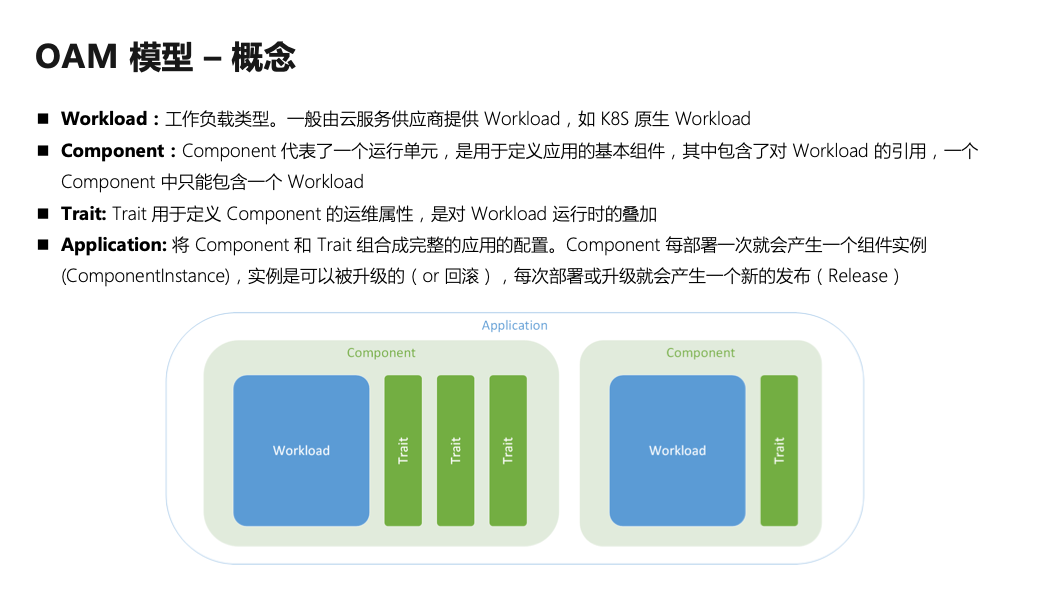 OAM 模型 – 概念
■ Workload：工作负载类型。一般由云服务供应商提供 Workload，如 K8S 原生 Workload
■ Component：Component 代表了一个运行单元，是用于定义应用的基本组件，其中包含了对 Workload 的引用，一个
Component 中只能包含一个 Workload
■ Trait: Trait 用于定义 Component 的运维属性，是对 Workload 运行时的叠加
■ Application: 将 Component 和 Trait 组合成完整的应用的配置。Component 每部署一次就会产生一个组件实例
(ComponentInstance)，实例是可以被升级的（or 回滚），每次部署或升级就会产生一个新的发布（Release）
Application
Component
Workload
Trait
Trait
Trait
Component
Workload
Trait